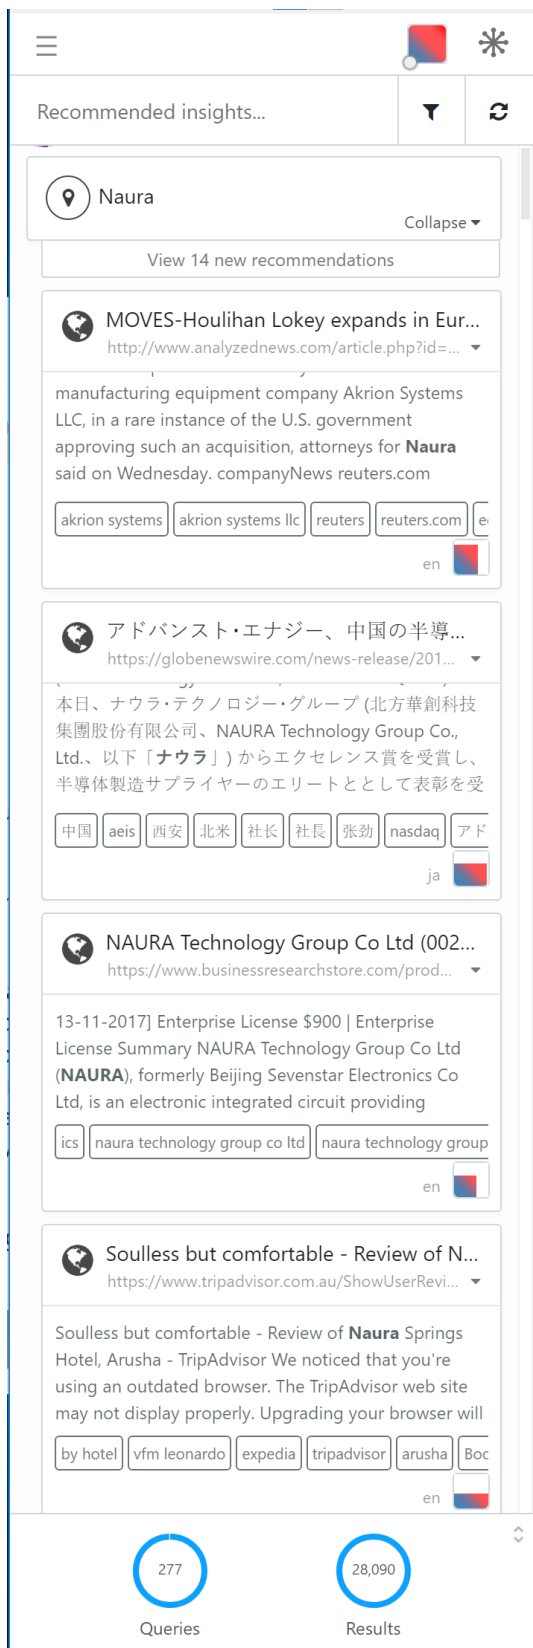 Recommended insights...
Naura
Collapse
View 14 new recommendations
MOVES-Houlihan Lokey expands in Eur...
http://www.analyzednews.com/article.php?id=...
manufacturing equipment company Akrion Systems
LLC, in a rare instance of the U.S. government
approving such an acquisition, attorneys for Naura
said on Wednesday. companyNews reuters.com
akrion systems akrion systems llc reuters reuters.com
en
アドバンスト・エナジー、中国の半導...
https://globenewswire.com/news-release/201...
本日、ナウラ・テクノロジー・グループ (北方華創科技
集團股份有限公司、NAURA Technology Group Co.,
Ltd.、以下「ナウラ」) からエクセレンス賞を受賞し、
半導体製造サプライヤーのエリートととして表彰を受
中国 aeis 西安 北米 社长 社長 张劲 nasdaq アド
ja
NAURA Technology Group Co Ltd (002...
https://www.businessresearchstore.com/prod...
13-11-2017] Enterprise License $900 | Enterprise
License Summary NAURA Technology Group Co Ltd
(NAURA), formerly Beijing Sevenstar Electronics Co
Ltd, is an electronic integrated circuit providing
ics naura technology group co ltd naura technology group
en
Soulless but comfortable - Review of N...
https://www.tripadvisor.com.au/ShowUserRevi...
Soulless but comfortable - Review of Naura Springs
Hotel, Arusha - TripAdvisor We noticed that you're
using an outdated browser. The TripAdvisor web site
may not display properly. Upgrading your browser will
by hotel vfm leonardo expedia tripadvisor arusha Boo
en
277
28,090
Queries
Results